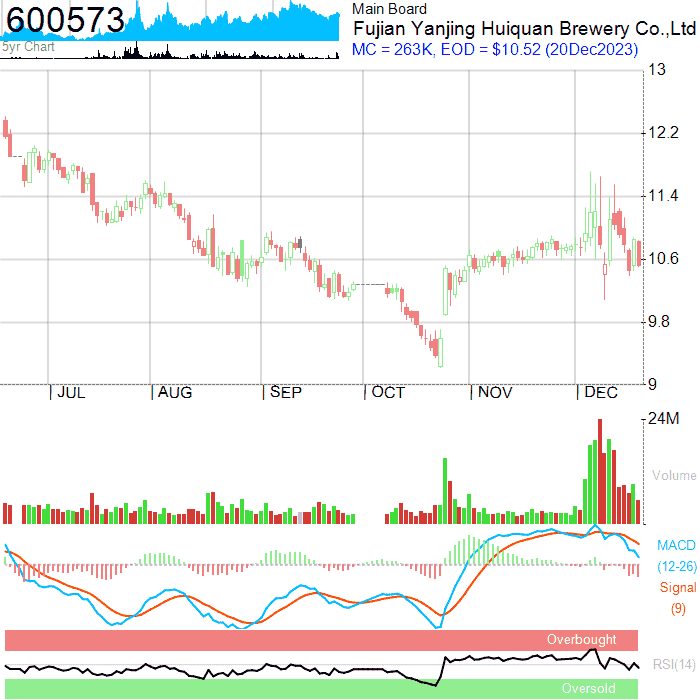 600573
5yr Chart
Main Board
Fujian Yanjing Huiquan Brewery Co.,Ltd
MC = 263K, EOD = $10.52 (20Dec2023)
13
12.2
11.4
10.6
9.8
9
JUL AUG SEP OCT NOV DEC
24M
Volume
MACD
(12-26)
Signal
(9)
Overbought
RSI(14)
Oversold